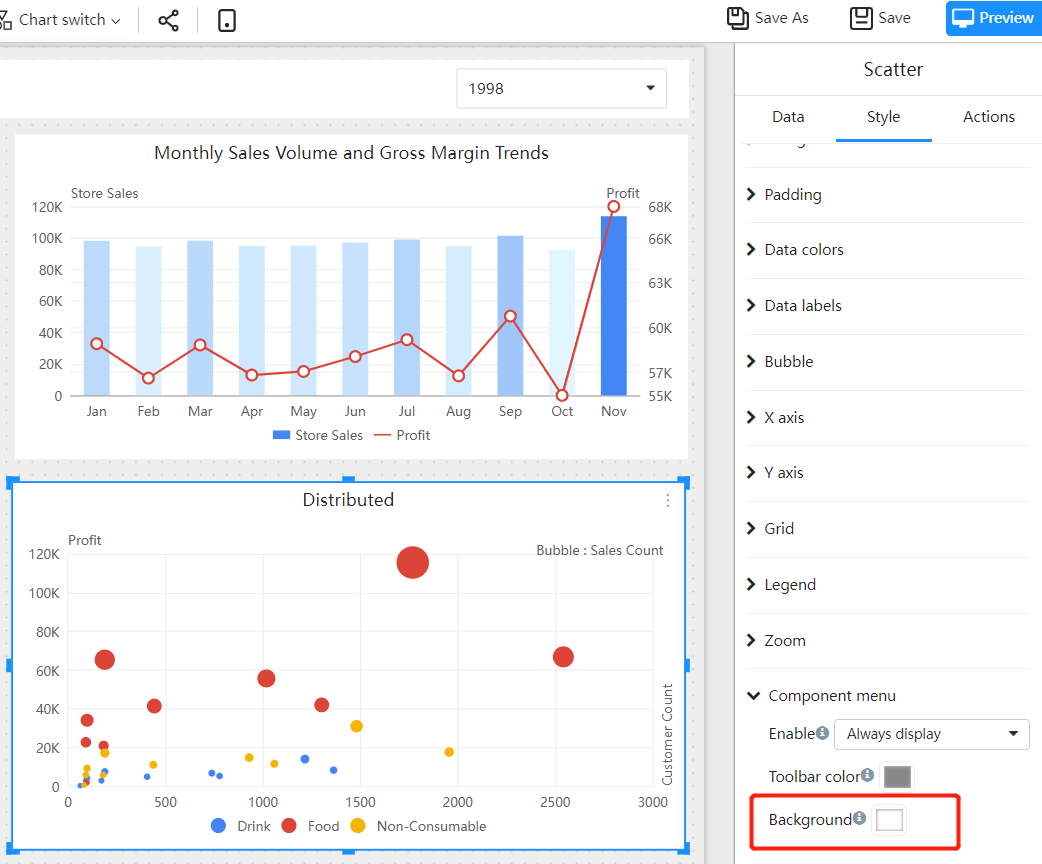 Chart switch
Save As
Save
Preview
1998
Monthly Sales Volume and Gross Margin Trends
Store Sales
Profit
120K
100K
80K
60K
40K
20K
0
68K
66K
63K
60K
57K
55K
Jan Feb Mar Apr May Jun Jul Aug Sep Oct Nov
Store Sales Profit
Distributed
Profit
Bubble : Sales Count
120K
100K
80K
60K
40K
20K
0
0 500 1000 1500 2000 2500 3000
Customer Count
Drink Food Non-Consumable
Scatter
Data Style Actions
Padding
Data colors
Data labels
Bubble
X axis
Y axis
Grid
Legend
Zoom
Component menu
Enable Always display
Toolbar color
Background